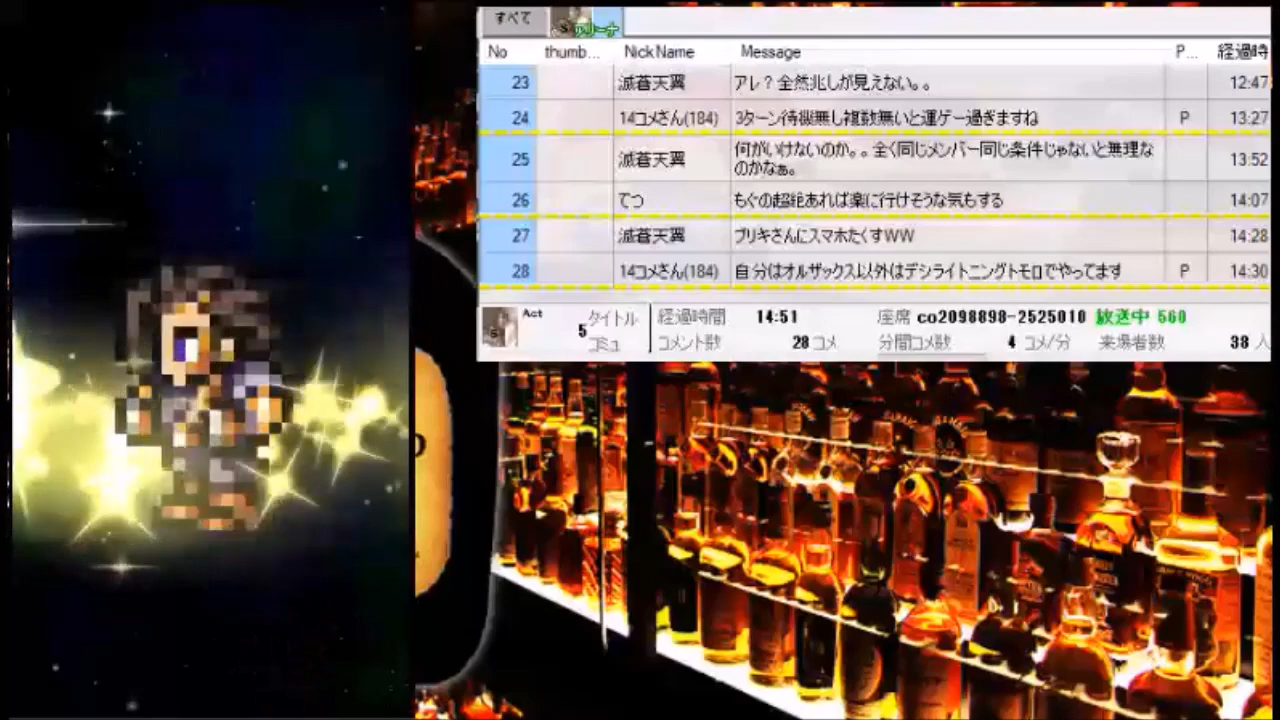 すべて
アリーナ
No thumb... NickName Message P... 経過時
23 滅蒼天翼 アレ？全然兆しが見えない。。 12:47
24 14コメさん(184) 3ターン待機無し複数無いと運ゲー過ぎますね P 13:27
25 滅蒼天翼 何がいけないのか。。全く同じメンバー同じ条件じゃないと無理な
のかなぁ。 13:52
26 てつ もぐの超絶あれば楽に行けそうな気もする 14:07
27 滅蒼天翼 ブリキさんにスマホたくすWW 14:28
28 14コメさん(184) 自分はオルザックス以外はデシライトニングトモロでやってます P 14:30
Act 5 タイトル 経過時間 14:51 座席 co2098898-2525010 放送中 560
コミュ コメント数 28 コメ 分間コメ数 4 コメ/分 来場者数 38 人